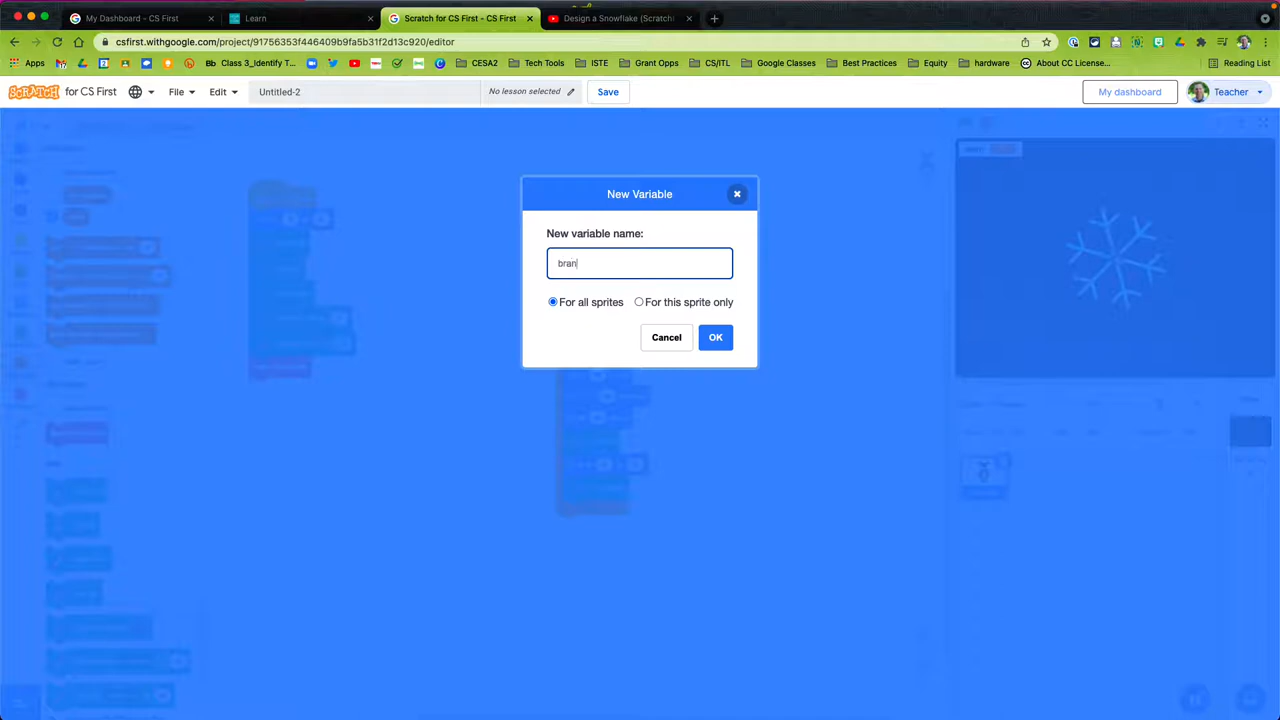 My Dashboard - CS First
Learn
Scratch for CS First - CS First
Design a Snowflake (Scratch
csfirst.withgoogle.com/project/91756353f446409b9fa5b31f2d13c920/editor
Apps
Bb Class 3_Identify T...
CESA2
Tech Tools
ISTE
Grant Opps
CS/ITL
Google Classes
Best Practices
Equity
hardware
About CC License...
Reading List
SCRATCH for CS First
File
Edit
Untitled-2
No lesson selected
Save
My dashboard
Teacher
New Variable
New variable name:
bran
For all sprites
For this sprite only
Cancel
OK